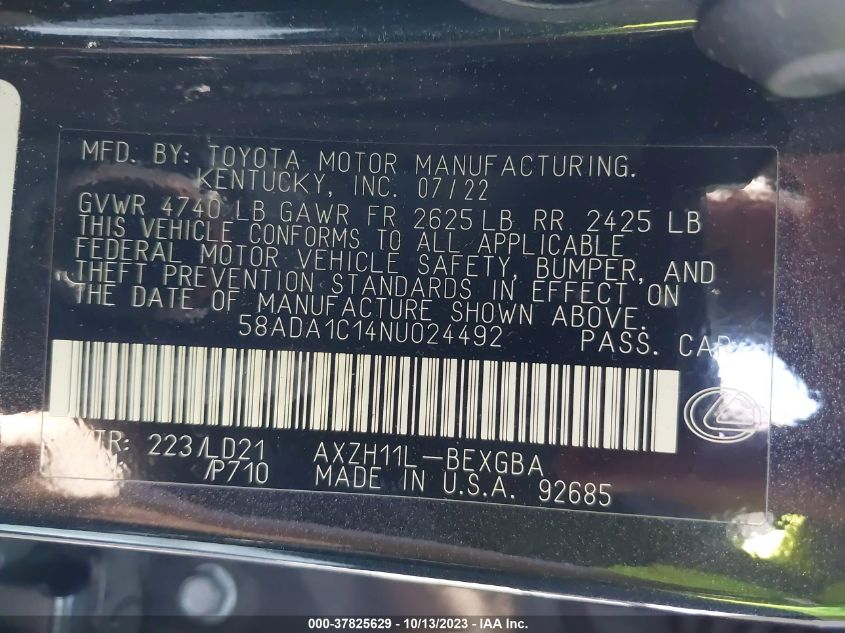 MFD. BY: TOYOTA MOTOR MANUFACTURING.
KENTUCKY, INC. 07/22
GVWR 4740 LB GAWR FR 2625 LB RR 2425 LB
THIS VEHICLE CONFORMS TO ALL APPLICABLE
FEDERAL MOTOR VEHICLE SAFETY, BUMPER, AND
THEFT PREVENTION STANDARDS IN EFFECT ON
THE DATE OF MANUFACTURE SHOWN ABOVE.
58ADA1C14NU024492 PASS. CAR
TR: 223/LD21 AXZH11L-BEXGBA
/P710 MADE IN U.S.A. 92685
000-37825629 - 10/13/2023 - IAA Inc.